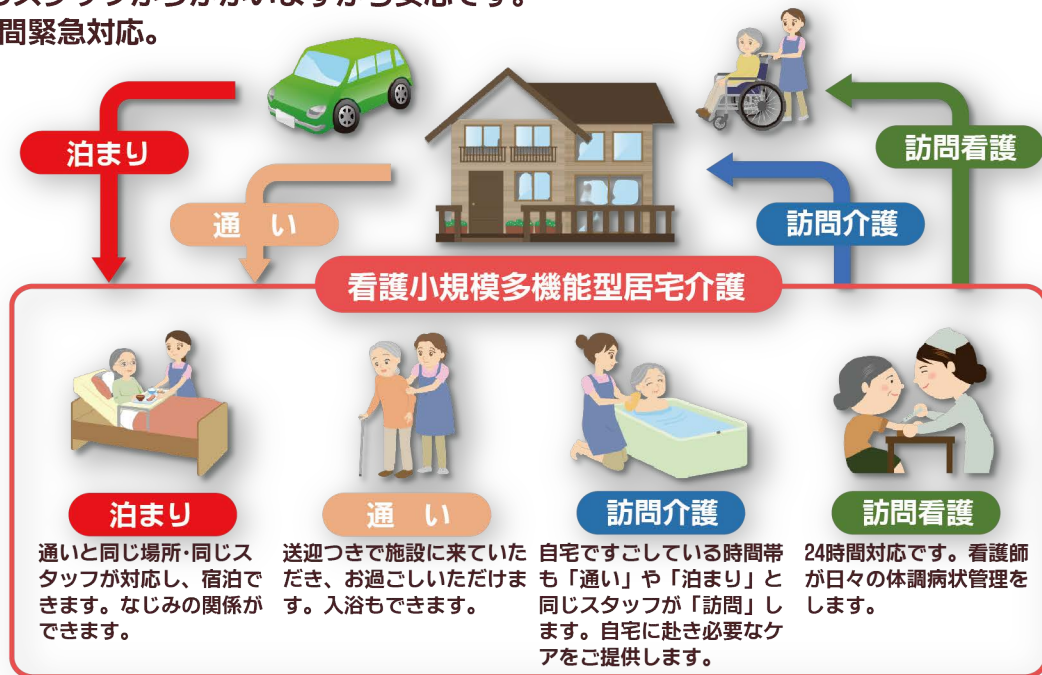 スタッフがうかがいますから安心です。
間緊急対応。
泊まり
訪問看護
通い
訪問介護
看護小規模多機能型居宅介護
泊まり
通いと同じ場所・同じス
タッフが対応し、宿泊で
きます。なじみの関係が
できます。
通い
送迎つきで施設に来ていた
だき、お過ごしいただけま
す。入浴もできます。
訪問介護
自宅ですごしている時間帯
も「通い」や「泊まり」と
同じスタッフが「訪問」し
ます。自宅に赴き必要なケ
アをご提供します。
訪問看護
24時間対応です。看護師
が日々の体調病状管理を
します。